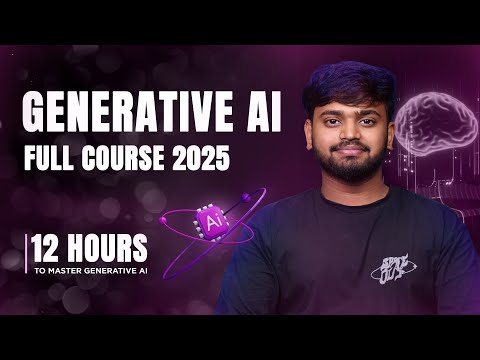 GENERATIVE AI
FULL COURSE 2025
12 HOURS
TO MASTER GENERATIVE AI
Ai